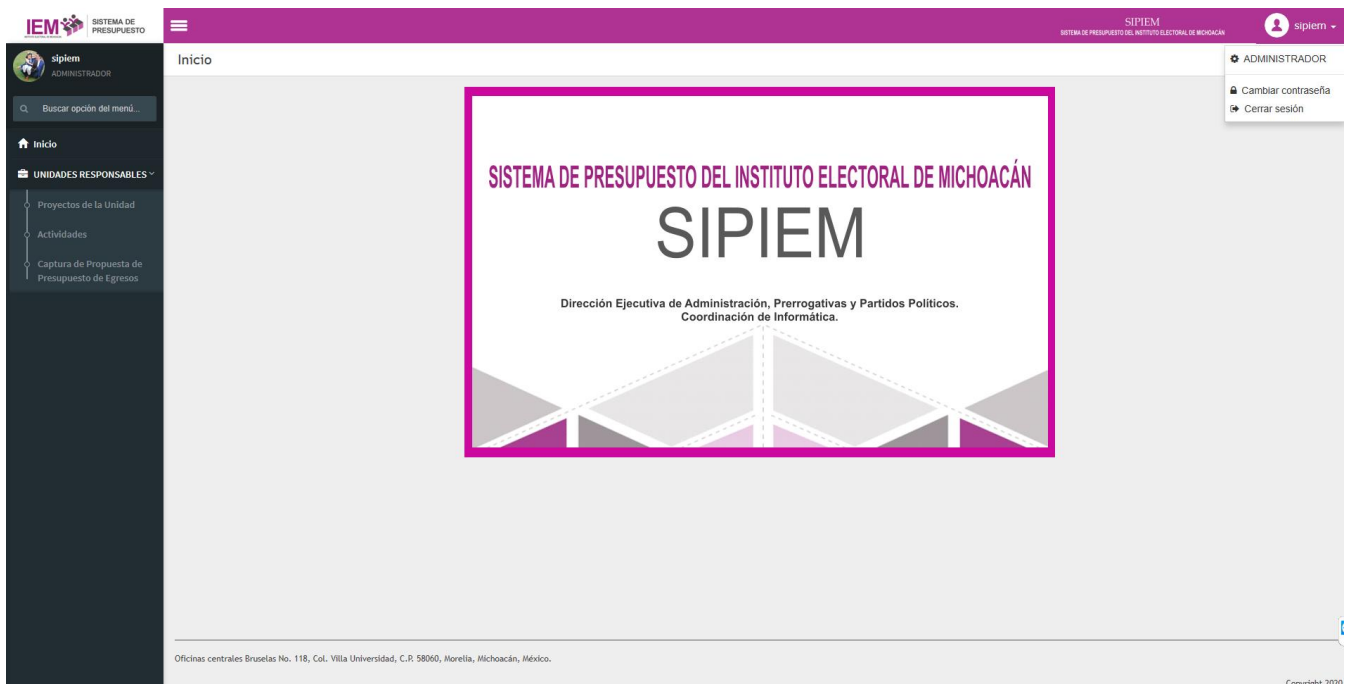 IEM SISTEMA DE
PRESUPUESTO
SIPIEM
SISTEMA DE PRESUPUESTO DEL INSTITUTO ELECTORAL DE MICHOACÁN
sipiem
sipiem
ADMINISTRADOR
Inicio
ADMINISTRADOR
Cambiar contraseña
Cerrar sesión
Buscar opción del menú...
Inicio
UNIDADES RESPONSABLES
Proyectos de la Unidad
Actividades
Captura de Propuesta de
Presupuesto de Egresos
SISTEMA DE PRESUPUESTO DEL INSTITUTO ELECTORAL DE MICHOACÁN
SIPIEM
Dirección Ejecutiva de Administración, Prerrogativas y Partidos Políticos.
Coordinación de Informática.
Oficinas centrales Bruselas No. 118, Col. Villa Universidad, C.P. 58060, Morelia, Michoacán, México.
Copyright 2020